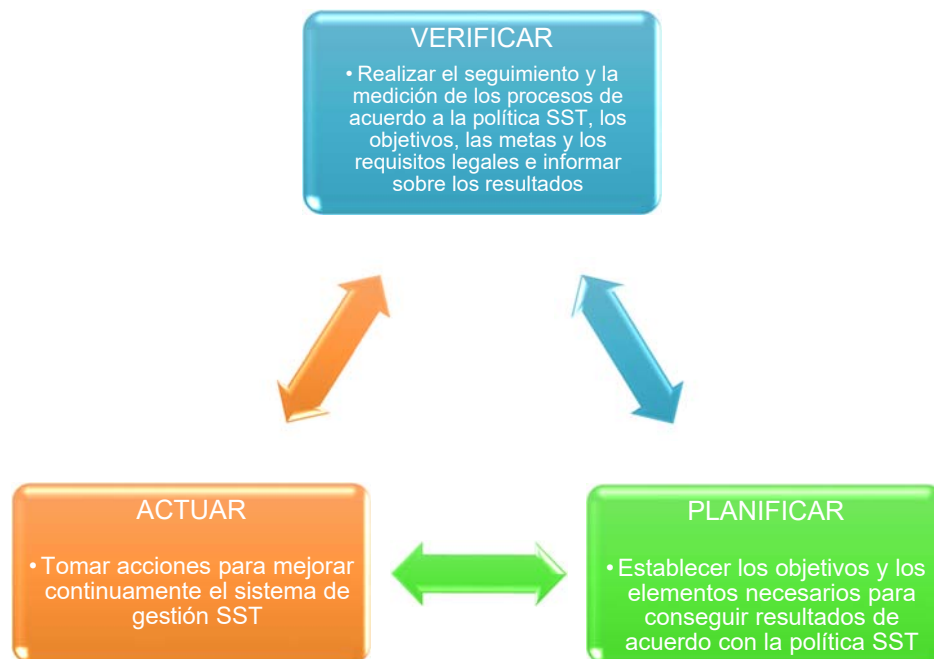 VERIFICAR
• Realizar el seguimiento y la
medición de los procesos de
acuerdo a la política SST, los
objetivos, las metas y los
requisitos legales e informar
sobre los resultados
ACTUAR
• Tomar acciones para mejorar
continuamente el sistema de
gestión SST
PLANIFICAR
• Establecer los objetivos y los
elementos necesarios para
conseguir resultados de
acuerdo con la política SST